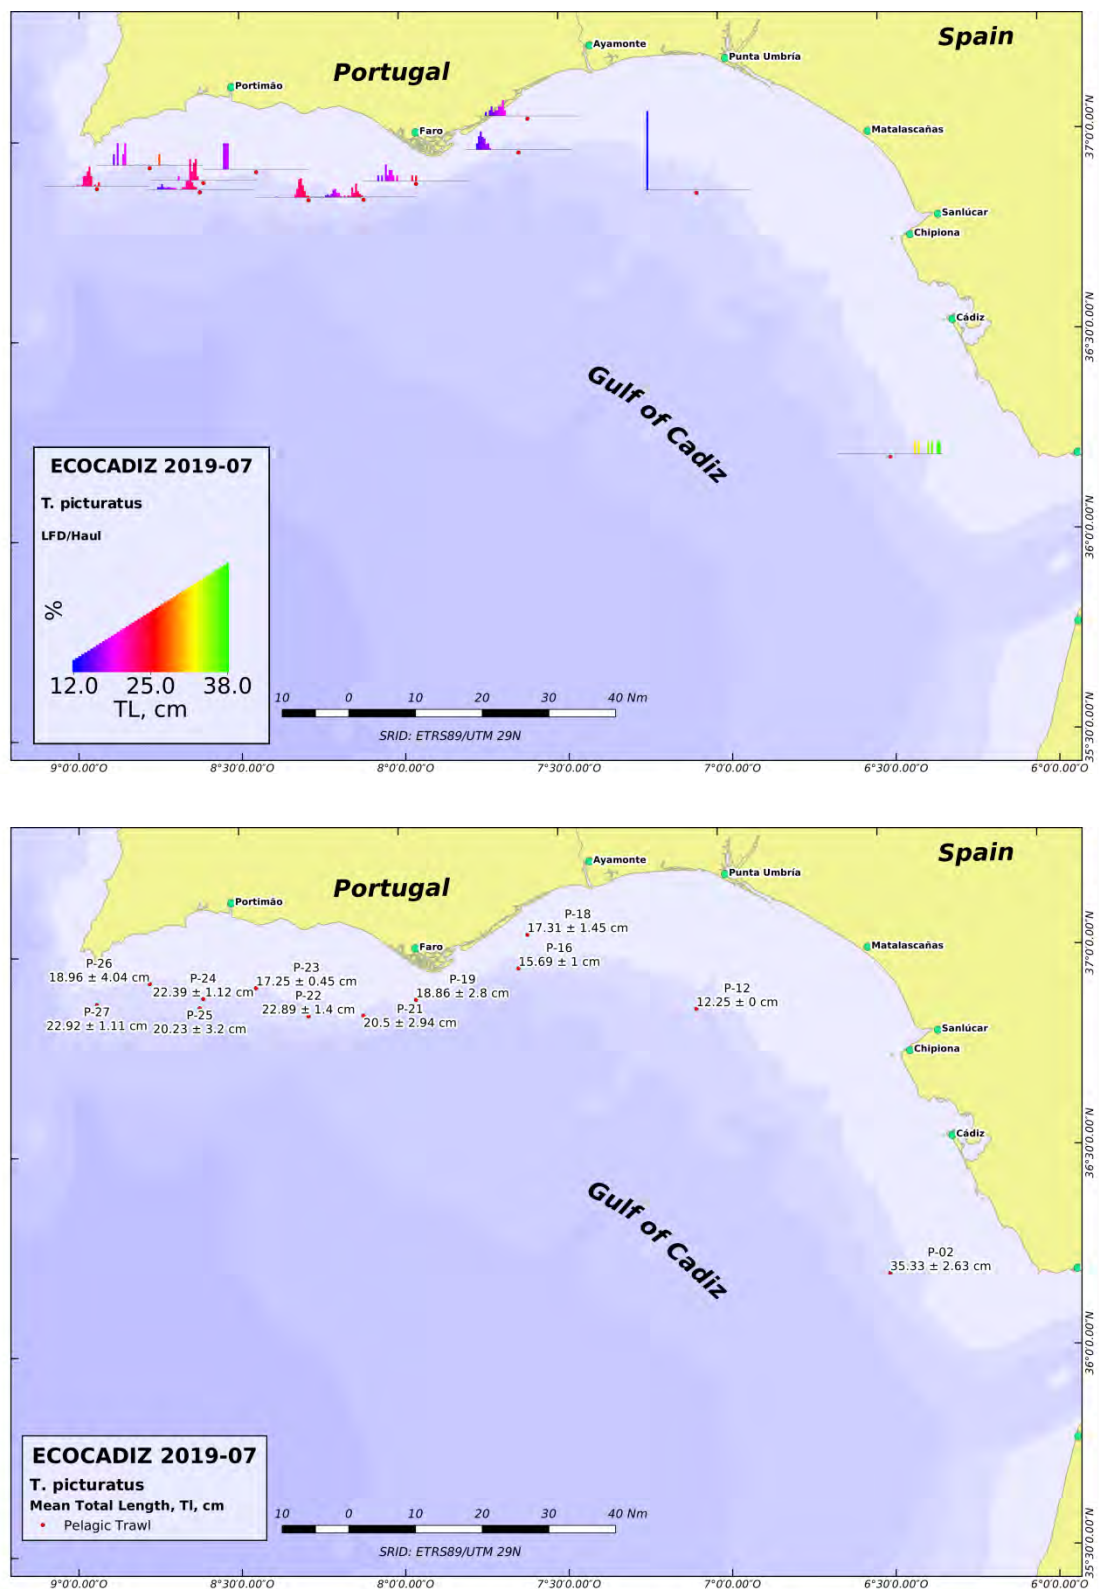 Spain
Portugal
Ayamonte
Punta Umbría
Portimão
Faro
Matalascañas
Sanlúcar
Chipiona
Cádiz
Gulf of Cadiz
37°0'0.00"N
36°30'0.00"N
36°0'0.00"N
35°30'0.00"N
ECOCADIZ 2019-07
T. picturatus
LFD/Haul
%
12.0 25.0 38.0
TL, cm
10 0 10 20 30 40 Nm
SRID: ETRS89/UTM 29N
9°0'0.00"O 8°30'0.00"O 8°0'0.00"O 7°30'0.00"O 7°0'0.00"O 6°30'0.00"O 6°0'0.00"O
Spain
Portugal
Ayamonte
Punta Umbría
Portimão
Faro
Matalascañas
Sanlúcar
Chipiona
Cádiz
P-18
17.31 ± 1.45 cm
P-16
15.69 ± 1 cm
P-26
18.96 ± 4.04 cm
P-24
22.39 ± 1.12 cm
P-23
17.25 ± 0.45 cm
P-19
18.86 ± 2.8 cm
P-12
12.25 ± 0 cm
P-27
22.92 ± 1.11 cm
P-25
20.23 ± 3.2 cm
P-22
22.89 ± 1.4 cm
P-21
20.5 ± 2.94 cm
Gulf of Cadiz
P-02
35.33 ± 2.63 cm
37°0'0.00"N
36°30'0.00"N
36°0'0.00"N
35°30'0.00"N
ECOCADIZ 2019-07
T. picturatus
Mean Total Length, Tl, cm
Pelagic Trawl
10 0 10 20 30 40 Nm
SRID: ETRS89/UTM 29N
9°0'0.00"O 8°30'0.00"O 8°0'0.00"O 7°30'0.00"O 7°0'0.00"O 6°30'0.00"O 6°0'0.00"O